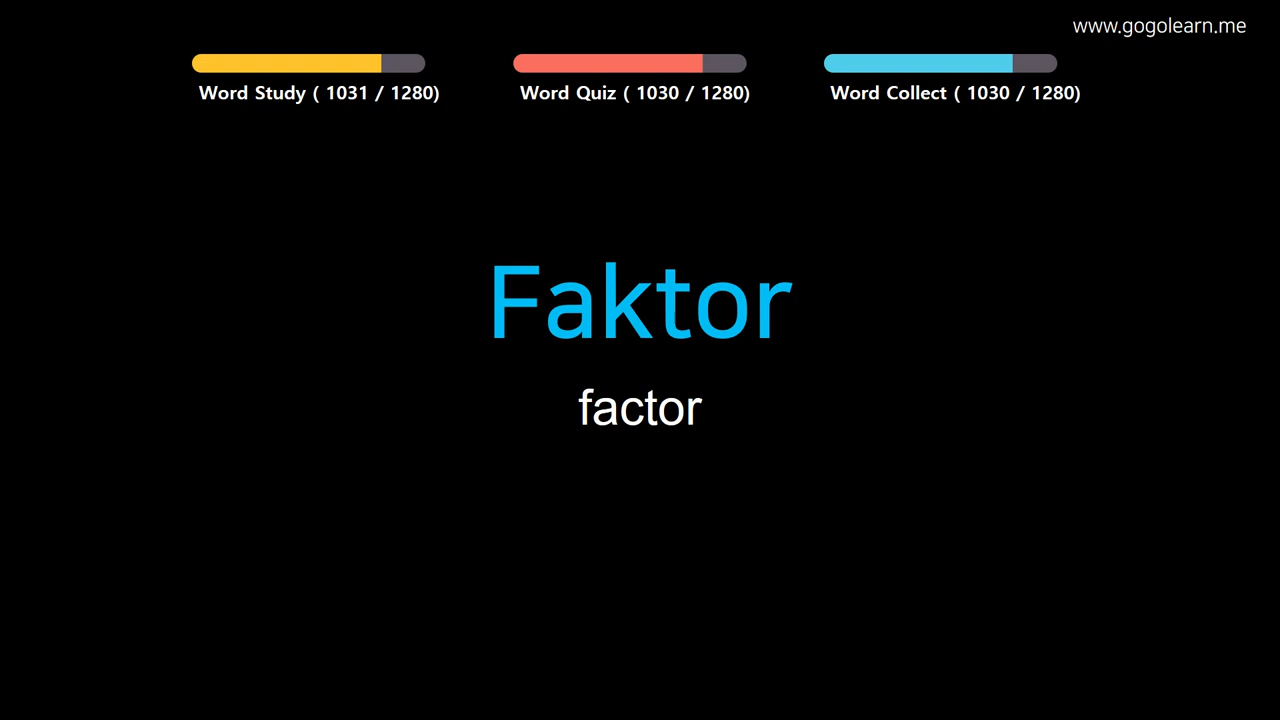 www.gogolearn.me
Word Study ( 1031 / 1280)
Word Quiz ( 1030 / 1280)
Word Collect ( 1030 / 1280)
Faktor
factor